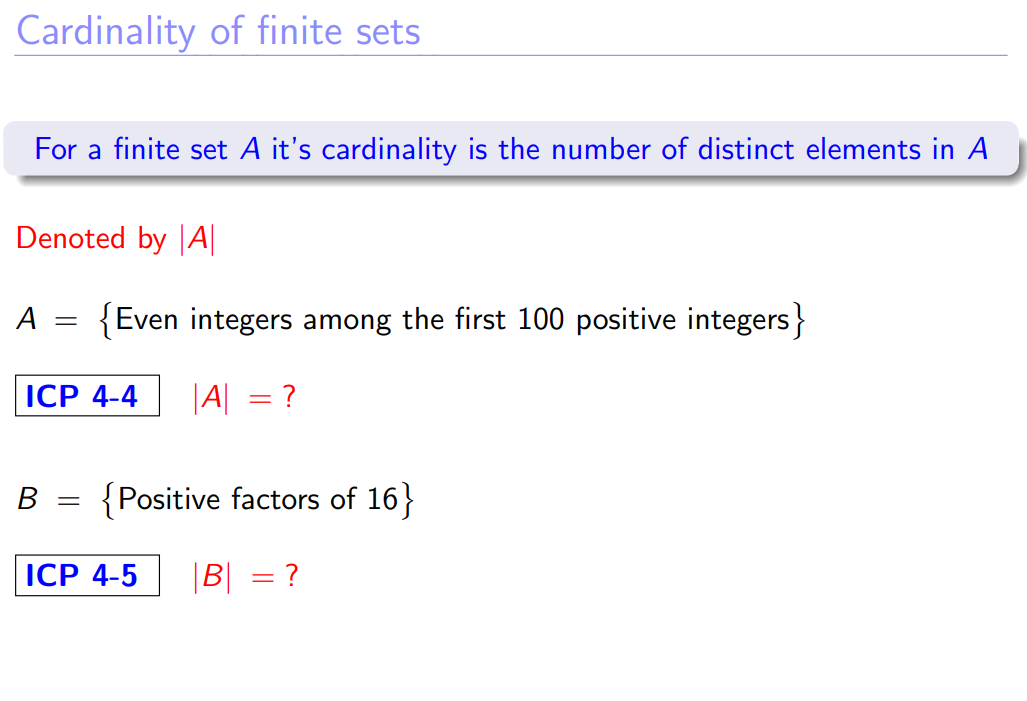 Cardinality of finite sets
For a finite set A it's cardinality is the number of distinct elements in A
Denoted by |A|
A = {Even integers among the first 100 positive integers}
ICP 4-4 |A| = ?
B = {Positive factors of 16}
ICP 4-5 |B| = ?